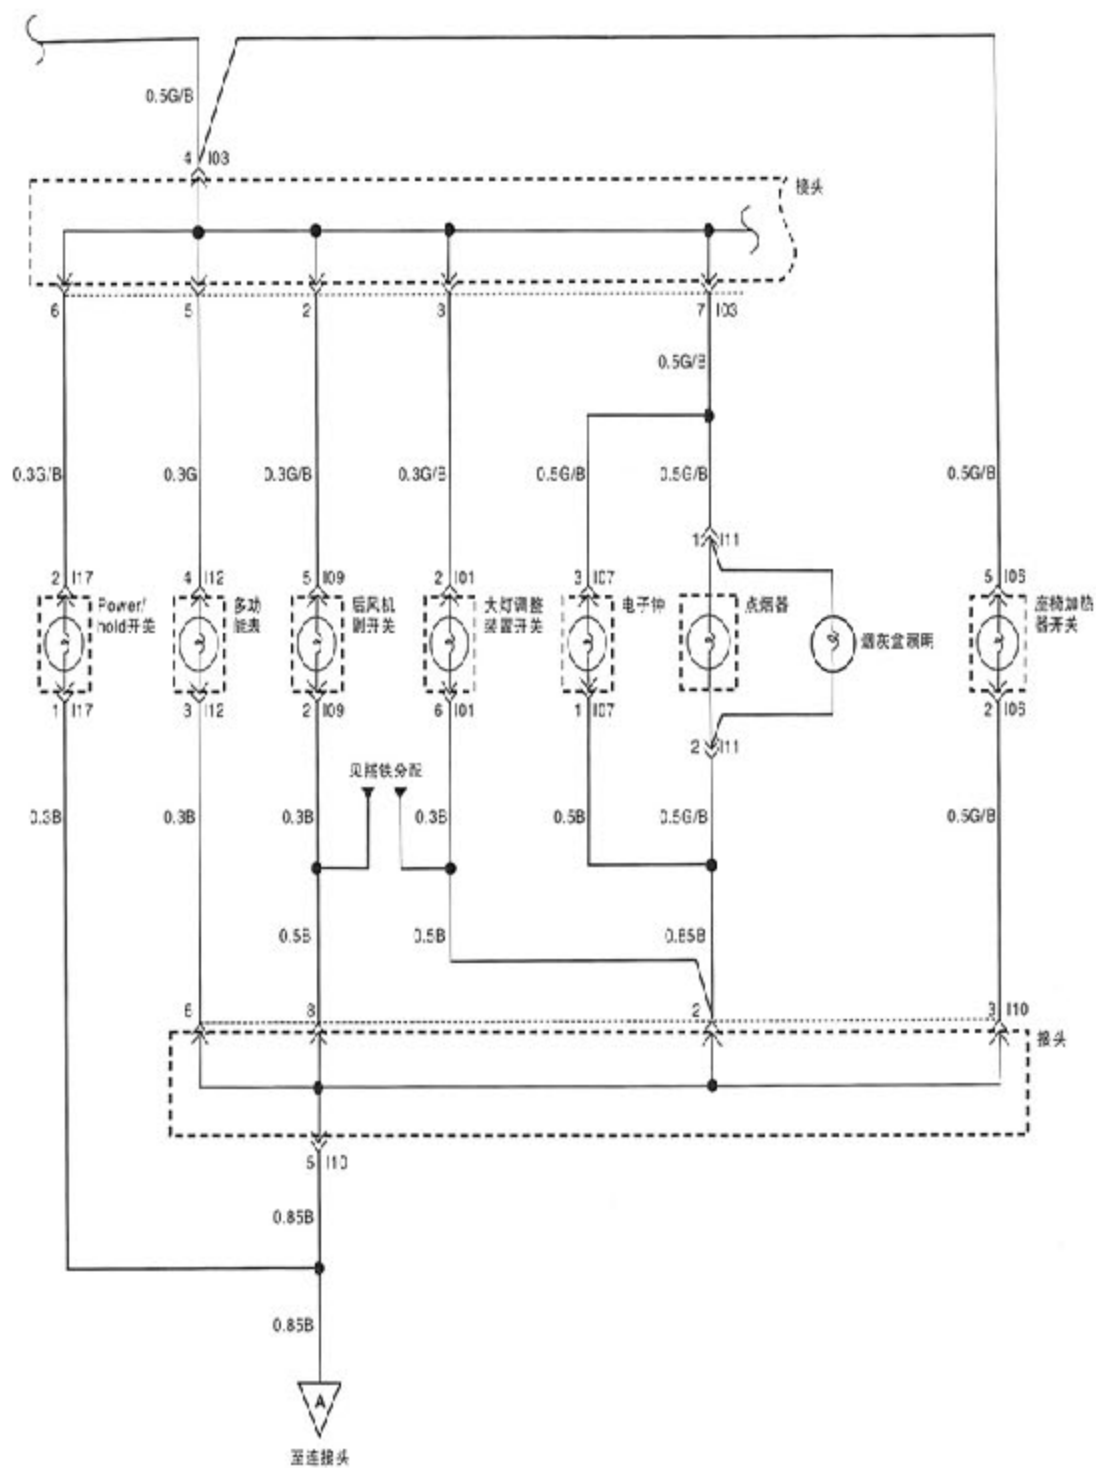 0.5G/B
4 I03
接头
6 5 2 3 7 I03
0.5G/B
0.3G/B 0.3G 0.3G/B 0.3G/B 0.5G/B 0.5G/B 0.5G/B
1 I11
2 I17 4 I12 5 I09 2 I01 3 I07 5 I06
Power/
hold开关
多功
能表
后风机
刷开关
大灯调整
装置开关
电子钟
点烟器
烟灰盒照明
座椅加热
器开关
1 I17 3 I12 2 I09 6 I01 1 I07 2 I06
2 I11
见搭铁分配
0.3B 0.3B 0.3B 0.3B 0.5B 0.5G/B 0.5G/B
0.5B 0.5B 0.85B
6 8 2 3 I10
接头
5 I10
0.85B
0.85B
A
至连接头